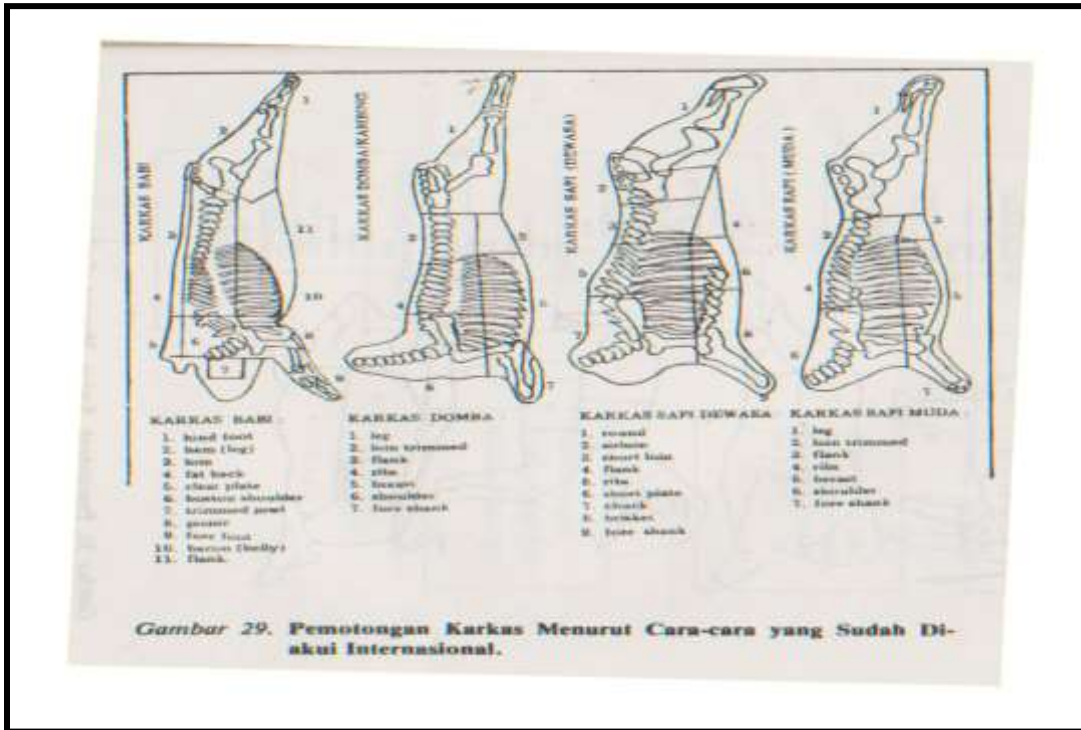 KARKAS BABI
KARKAS DOMBA/KAMBING
KARKAS SAPI (DEWASA)
KARKAS SAPI (MUDA)
KARKAS BABI :
1. hind foot
2. ham (leg)
3. loin
4. fat back
5. clear plate
6. boston shoulder
7. trimmed
8. picnic
9. fore foot
10. bacon (belly)
11. flank
KARKAS DOMBA
1. leg
2. loin trimmed
3. flank
4. ribs
5. breast
6. shoulder
7. fore shank
KARKAS SAPI DEWASA :
1. round
2. sirloin
3. short loin
4. flank
5. ribs
6. short plate
7. chuck
8. brisket
9. fore shank
KARKAS SAPI MUDA :
1. leg
2. loin trimmed
3. flank
4. ribs
5. breast
6. shoulder
7. fore shank
Gambar 29. Pemotongan Karkas Menurut Cara-cara yang Sudah Di-
akui Internasional.